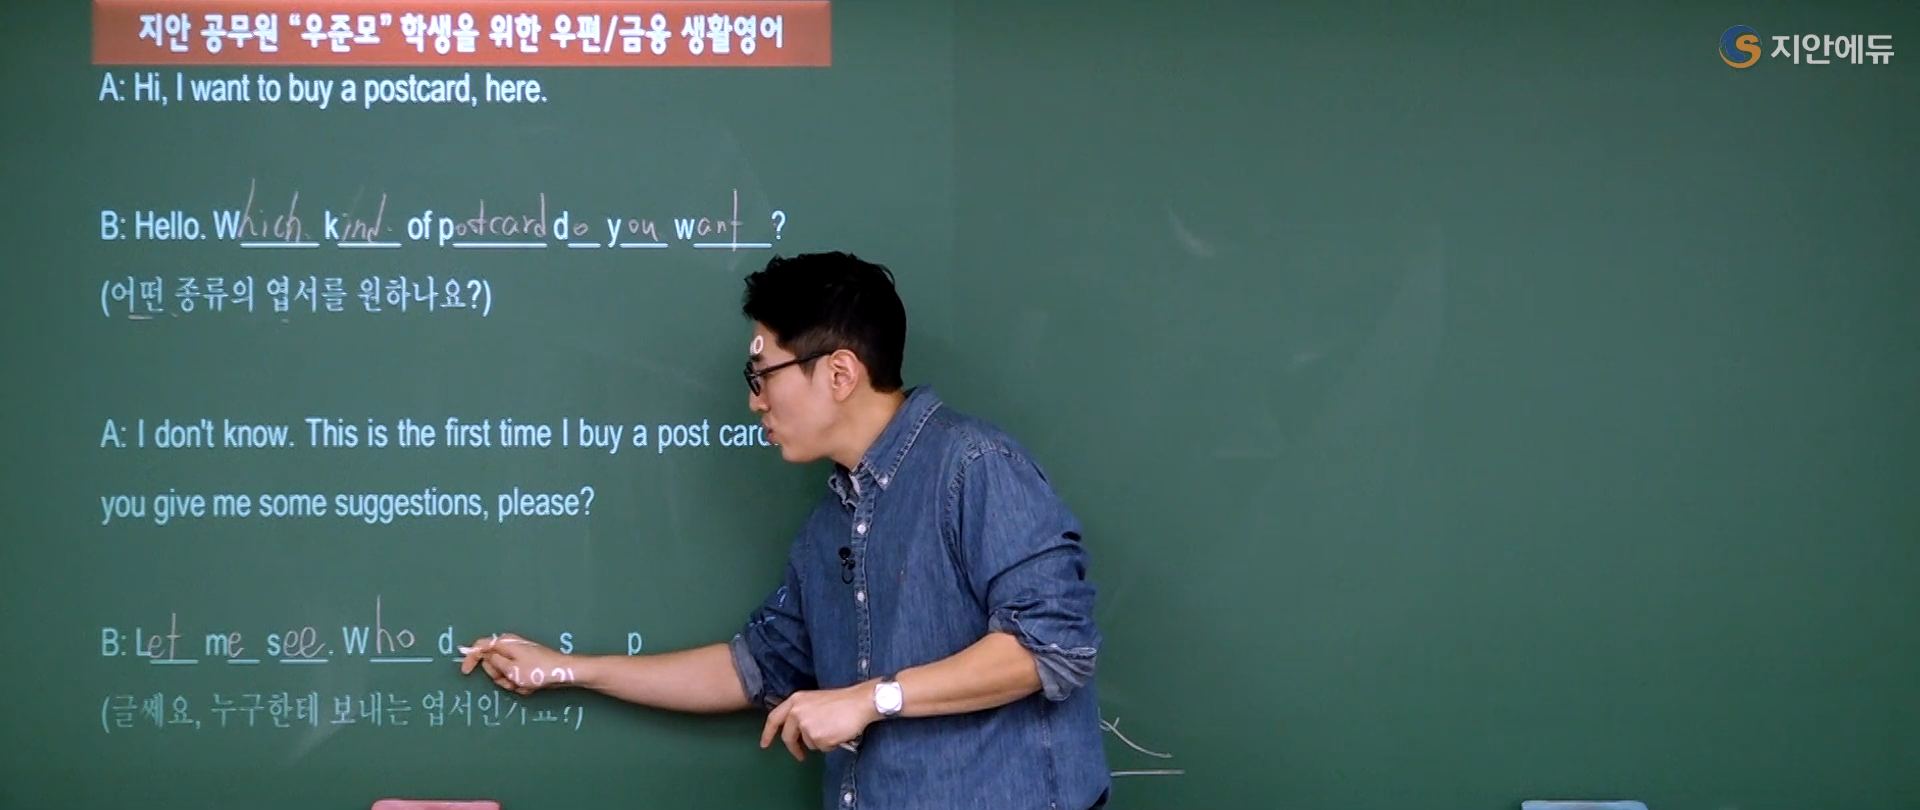 지안 공무원 “우준모” 학생을 위한 우편/금융 생활영어
지안에듀
A: Hi, I want to buy a postcard, here.
B: Hello. Which kind of postcard do you want ?
(어떤 종류의 엽서를 원하나요?)
A: I don't know. This is the first time I buy a post card
you give me some suggestions, please?
B: Let me see. Who d s p
(글쎄요, 누구한테 보내는 엽서인가요?)